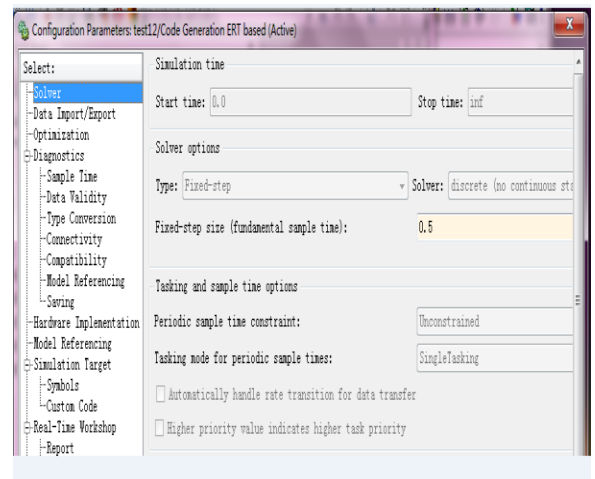 Configuration Parameters: test12/Code Generation ERT based (Active)
Select:
Solver
Data Import/Export
Optimization
Diagnostics
Sample Time
Data Validity
Type Conversion
Connectivity
Compatibility
Model Referencing
Saving
Hardware Implementation
Model Referencing
Simulation Target
Symbols
Custom Code
Real-Time Workshop
Report
Simulation time
Start time: 0.0 Stop time: inf
Solver options
Type: Fixed-step Solver: discrete (no continuous sta
Fixed-step size (fundamental sample time): 0.5
Tasking and sample time options
Periodic sample time constraint: Unconstrained
Tasking mode for periodic sample times: SingleTasking
Automatically handle rate transition for data transfer
Higher priority value indicates higher task priority